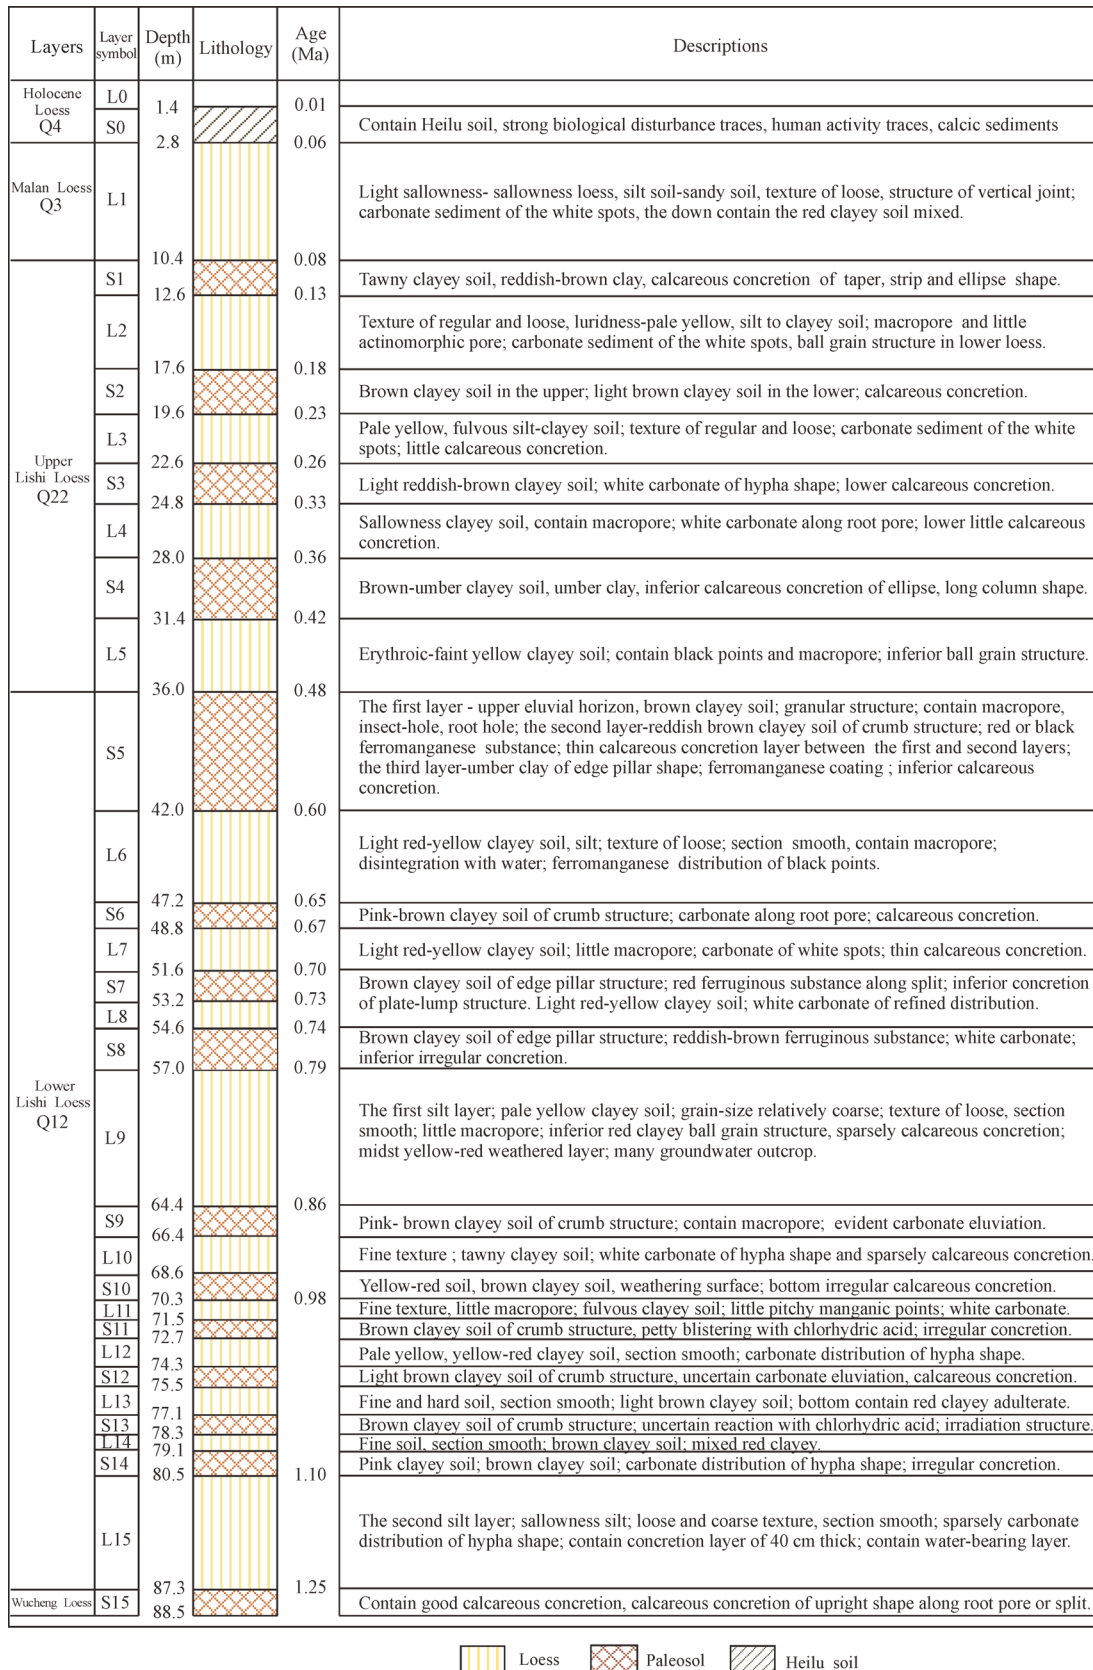 Layers
Layer symbol
Depth (m)
Lithology
Age (Ma)
Descriptions
Holocene Loess Q4
L0
1.4
0.01
S0
Contain Heilu soil, strong biological disturbance traces, human activity traces, calcic sediments
2.8
0.06
Malan Loess Q3
L1
Light sallowness- sallowness loess, silt soil-sandy soil, texture of loose, structure of vertical joint;
carbonate sediment of the white spots, the down contain the red clayey soil mixed.
10.4
0.08
Upper Lishi Loess Q22
S1
Tawny clayey soil, reddish-brown clay, calcareous concretion of taper, strip and ellipse shape.
12.6
0.13
L2
Texture of regular and loose, luridness-pale yellow, silt to clayey soil; macropore and little
actinomorphic pore; carbonate sediment of the white spots, ball grain structure in lower loess.
17.6
0.18
S2
Brown clayey soil in the upper; light brown clayey soil in the lower; calcareous concretion.
19.6
0.23
L3
Pale yellow, fulvous silt-clayey soil; texture of regular and loose; carbonate sediment of the white
spots; little calcareous concretion.
22.6
0.26
S3
Light reddish-brown clayey soil; white carbonate of hypha shape; lower calcareous concretion.
24.8
0.33
L4
Sallowness clayey soil, contain macropore; white carbonate along root pore; lower little calcareous
concretion.
28.0
0.36
S4
Brown-umber clayey soil, umber clay, inferior calcareous concretion of ellipse, long column shape.
31.4
0.42
L5
Erythroic-faint yellow clayey soil; contain black points and macropore; inferior ball grain structure.
36.0
0.48
Lower Lishi Loess Q12
S5
The first layer - upper eluvial horizon, brown clayey soil; granular structure; contain macropore,
insect-hole, root hole; the second layer-reddish brown clayey soil of crumb structure; red or black
ferromanganese substance; thin calcareous concretion layer between the first and second layers;
the third layer-umber clay of edge pillar shape; ferromanganese coating ; inferior calcareous
concretion.
42.0
0.60
L6
Light red-yellow clayey soil, silt; texture of loose; section smooth, contain macropore;
disintegration with water; ferromanganese distribution of black points.
47.2
0.65
S6
Pink-brown clayey soil of crumb structure; carbonate along root pore; calcareous concretion.
48.8
0.67
L7
Light red-yellow clayey soil; little macropore; carbonate of white spots; thin calcareous concretion.
51.6
0.70
S7
Brown clayey soil of edge pillar structure; red ferruginous substance along split; inferior concretion
of plate-lump structure. Light red-yellow clayey soil; white carbonate of refined distribution.
53.2
0.73
L8
54.6
0.74
S8
Brown clayey soil of edge pillar structure; reddish-brown ferruginous substance; white carbonate;
inferior irregular concretion.
57.0
0.79
L9
The first silt layer; pale yellow clayey soil; grain-size relatively coarse; texture of loose, section
smooth; little macropore; inferior red clayey ball grain structure, sparsely calcareous concretion;
midst yellow-red weathered layer; many groundwater outcrop.
64.4
0.86
S9
Pink- brown clayey soil of crumb structure; contain macropore; evident carbonate eluviation.
66.4
L10
Fine texture ; tawny clayey soil; white carbonate of hypha shape and sparsely calcareous concretion.
68.6
S10
Yellow-red soil, brown clayey soil, weathering surface; bottom irregular calcareous concretion.
70.3
0.98
L11
Fine texture, little macropore; fulvous clayey soil; little pitchy manganic points; white carbonate.
71.5
S11
Brown clayey soil of crumb structure, petty blistering with chlorhydric acid; irregular concretion.
72.7
L12
Pale yellow, yellow-red clayey soil, section smooth; carbonate distribution of hypha shape.
74.3
S12
Light brown clayey soil of crumb structure, uncertain carbonate eluviation, calcareous concretion.
75.5
L13
Fine and hard soil, section smooth; light brown clayey soil; bottom contain red clayey adulterate.
77.1
S13
Brown clayey soil of crumb structure; uncertain reaction with chlorhydric acid; irradiation structure.
78.3
L14
Fine soil, section smooth; brown clayey soil; mixed red clayey.
79.1
S14
Pink clayey soil; brown clayey soil; carbonate distribution of hypha shape; irregular concretion.
80.5
1.10
L15
The second silt layer; sallowness silt; loose and coarse texture, section smooth; sparsely carbonate
distribution of hypha shape; contain concretion layer of 40 cm thick; contain water-bearing layer.
87.3
1.25
Wucheng Loess
S15
Contain good calcareous concretion, calcareous concretion of upright shape along root pore or split.
88.5
Loess
Paleosol
Heilu soil